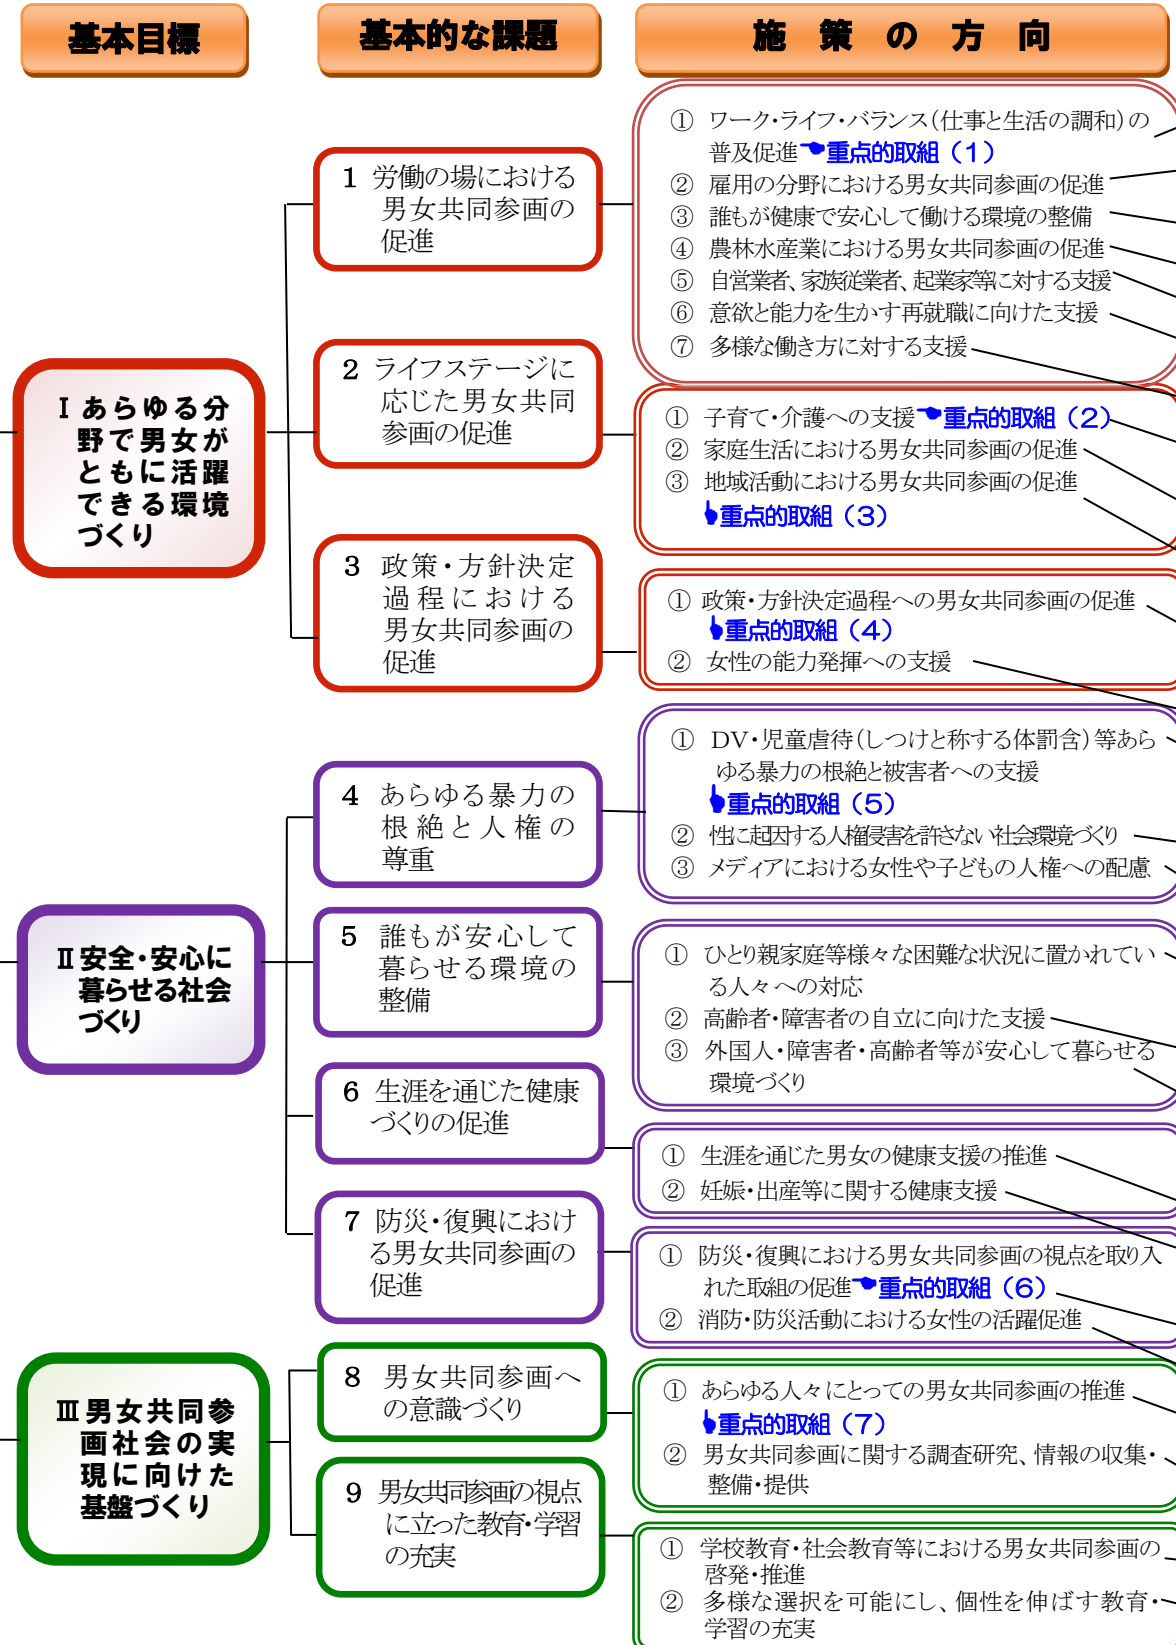 基本目標
基本的な課題
施策の方向
Ⅰ あらゆる分
野で男女が
ともに活躍
できる環境
づくり
1 労働の場における
男女共同参画の
促進
① ワーク・ライフ・バランス(仕事と生活の調和)の
普及促進☚重点的取組(1)
② 雇用の分野における男女共同参画の促進
③ 誰もが健康で安心して働ける環境の整備
④ 農林水産業における男女共同参画の促進
⑤ 自営業者、家族従業者、起業家等に対する支援
⑥ 意欲と能力を生かす再就職に向けた支援
⑦ 多様な働き方に対する支援
2 ライフステージに
応じた男女共同
参画の促進
① 子育て・介護への支援☚重点的取組(2)
② 家庭生活における男女共同参画の促進
③ 地域活動における男女共同参画の促進
重点的取組(3)
3 政策・方針決定
過程における
男女共同参画の
促進
① 政策・方針決定過程への男女共同参画の促進
重点的取組(4)
② 女性の能力発揮への支援
Ⅱ 安全・安心に
暮らせる社会
づくり
4 あらゆる暴力の
根絶と人権の
尊重
① DV・児童虐待(しつけと称する体罰含)等あら
ゆる暴力の根絶と被害者への支援
重点的取組(5)
② 性に起因する人権侵害を許さない社会環境づくり
③ メディアにおける女性や子どもの人権への配慮
5 誰もが安心して
暮らせる環境の
整備
① ひとり親家庭等様々な困難な状況に置かれてい
る人々への対応
② 高齢者・障害者の自立に向けた支援
③ 外国人・障害者・高齢者等が安心して暮らせる
環境づくり
6 生涯を通じた健康
づくりの促進
① 生涯を通じた男女の健康支援の推進
② 妊娠・出産等に関する健康支援
7 防災・復興におけ
る男女共同参画の
促進
① 防災・復興における男女共同参画の視点を取り入
れた取組の促進☚重点的取組(6)
② 消防・防災活動における女性の活躍促進
Ⅲ 男女共同参
画社会の実
現に向けた
基盤づくり
8 男女共同参画へ
の意識づくり
① あらゆる人々にとっての男女共同参画の推進
重点的取組(7)
② 男女共同参画に関する調査研究、情報の収集・
整備・提供
9 男女共同参画の視点
に立った教育・学習
の充実
① 学校教育・社会教育等における男女共同参画の
啓発・推進
② 多様な選択を可能にし、個性を伸ばす教育・
学習の充実